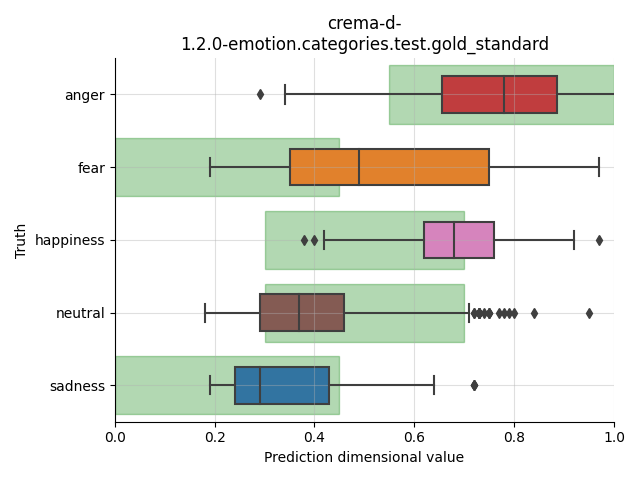 crema-d-
1.2.0-emotion.categories.test.gold_standard
anger
fear
happiness
neutral
sadness
Truth
0.0 0.2 0.4 0.6 0.8 1.0
Prediction dimensional value